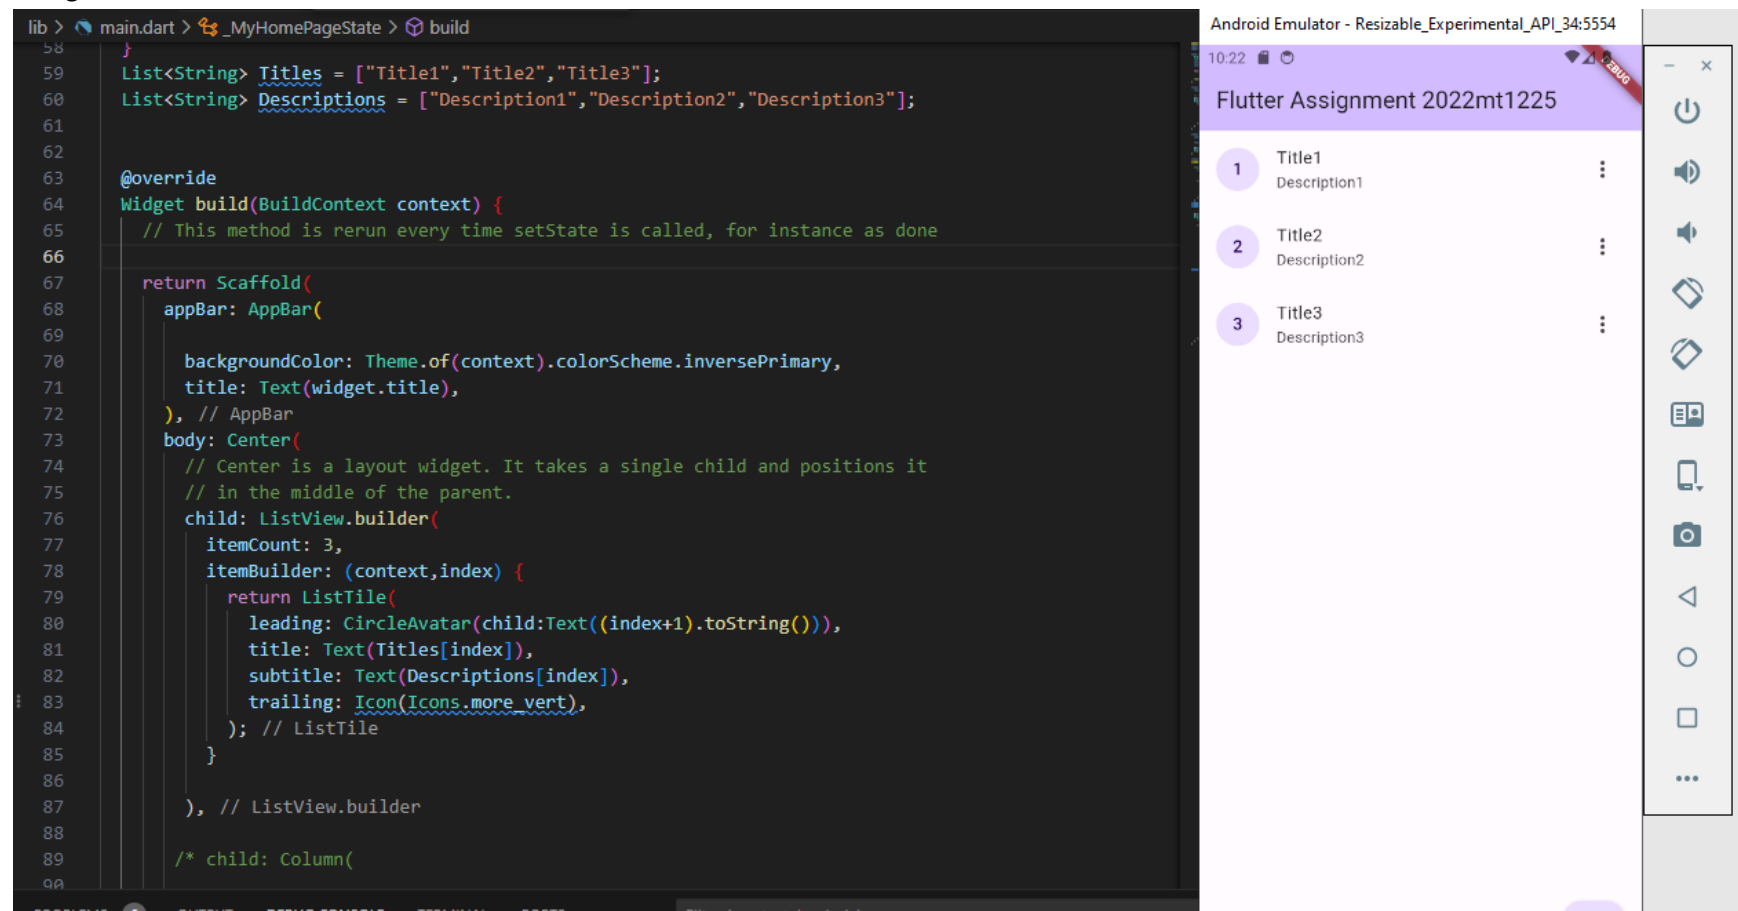 lib > main.dart > _MyHomePageState > build
58 }
59 List<String> Titles = ["Title1","Title2","Title3"];
60 List<String> Descriptions = ["Description1","Description2","Description3"];
61
62
63 @override
64 Widget build(BuildContext context) {
65 // This method is rerun every time setState is called, for instance as done
66
67 return Scaffold(
68 appBar: AppBar(
69
70 backgroundColor: Theme.of(context).colorScheme.inversePrimary,
71 title: Text(widget.title),
72 ), // AppBar
73 body: Center(
74 // Center is a layout widget. It takes a single child and positions it
75 // in the middle of the parent.
76 child: ListView.builder(
77 itemCount: 3,
78 itemBuilder: (context,index) {
79 return ListTile(
80 leading: CircleAvatar(child:Text((index+1).toString())),
81 title: Text(Titles[index]),
82 subtitle: Text(Descriptions[index]),
83 trailing: Icon(Icons.more_vert),
84 ); // ListTile
85 }
86
87 ), // ListView.builder
88
89 /* child: Column(
90
Android Emulator - Resizable_Experimental_API_34:5554
10:22
Flutter Assignment 2022mt1225
1
Title1
Description1
2
Title2
Description2
3
Title3
Description3